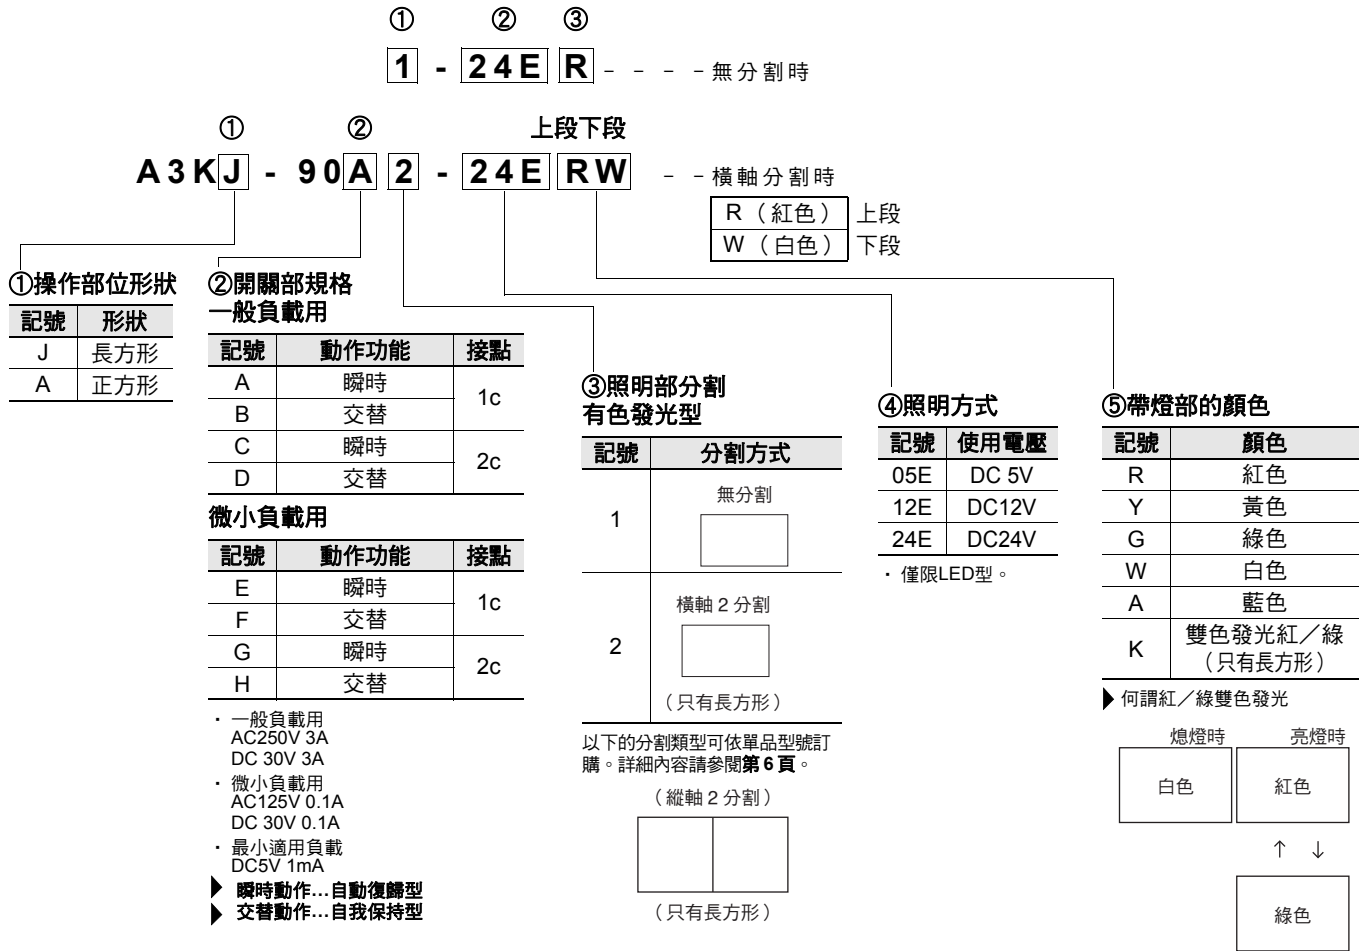 ① ② ③
1 - 24E R - - - - 無分割時
① ② 上段下段
A3KJ - 90A 2 - 24E RW - - 橫軸分割時
R（紅色） 上段
W（白色） 下段
①操作部位形狀
記號 形狀
J 長方形
A 正方形
②開關部規格
一般負載用
記號 動作功能 接點
A 瞬時 1c
B 交替
C 瞬時 2c
D 交替
微小負載用
記號 動作功能 接點
E 瞬時 1c
F 交替
G 瞬時 2c
H 交替
・ 一般負載用
AC250V 3A
DC 30V 3A
・ 微小負載用
AC125V 0.1A
DC 30V 0.1A
・ 最小適用負載
DC5V 1mA
瞬時動作...自動復歸型
交替動作...自我保持型
③照明部分割
有色發光型
記號 分割方式
1 無分割
2 橫軸２分割
（只有長方形）
以下的分割類型可依單品型號訂
購。詳細內容請參閱第 6 頁。
（縱軸２分割）
（只有長方形）
④照明方式
記號 使用電壓
05E DC 5V
12E DC12V
24E DC24V
・ 僅限LED型。
⑤帶燈部的顏色
記號 顏色
R 紅色
Y 黃色
G 綠色
W 白色
A 藍色
K 雙色發光紅／綠
（只有長方形）
何謂紅／綠雙色發光
熄燈時 亮燈時
白色 紅色
↑ ↓
綠色